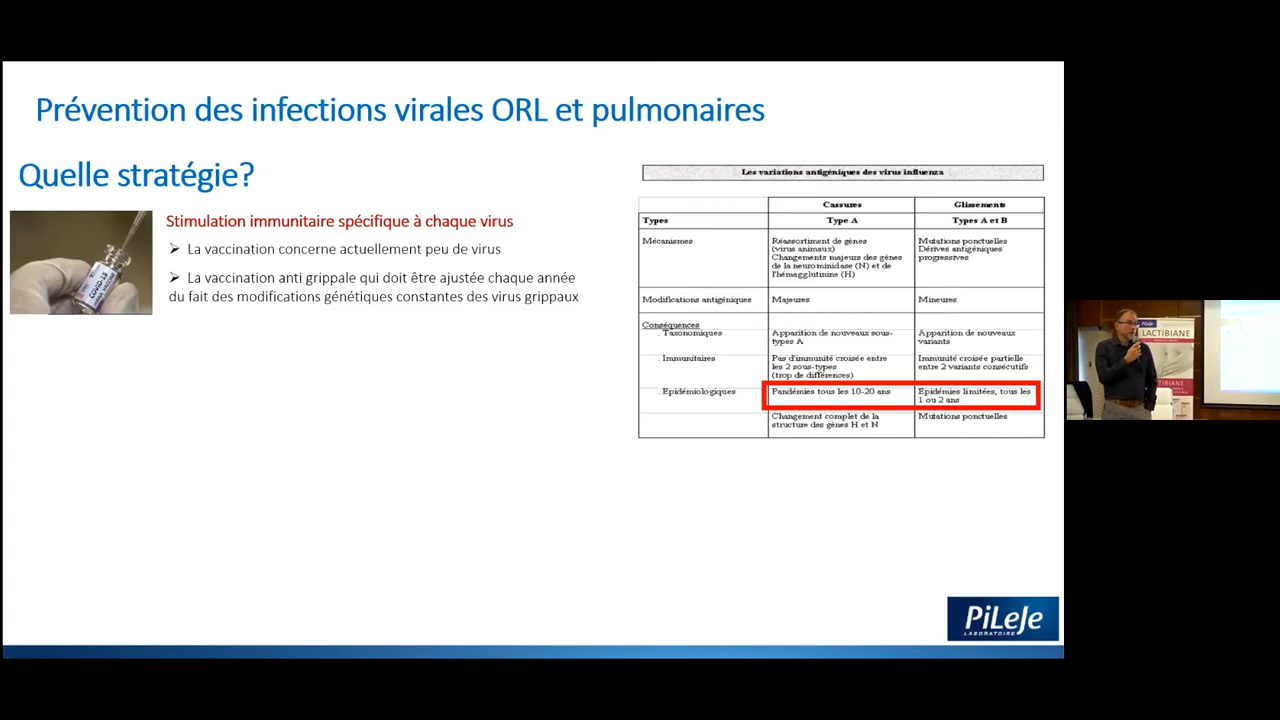 Prévention des infections virales ORL et pulmonaires
Quelle stratégie?
Stimulation immunitaire spécifique à chaque virus
➢ La vaccination concerne actuellement peu de virus
➢ La vaccination anti grippale qui doit être ajustée chaque année
du fait des modifications génétiques constantes des virus grippaux
COVID-19
Les variations antigéniques des virus influenza
Cassures Glissements
Types Type A Types A et B
Mécanismes Réassortiment de gènes Mutations ponctuelles
(virus animaux) Dérives antigéniques
Changements majeurs des gènes progressives
de la neurominidase (N) et de
l'hémagglutinine (H)
Modifications antigéniques Majeures Mineures
Conséquences
. Taxonomiques Apparition de nouveaux sous- Apparition de nouveaux
types A variants
. Immunitaires Pas d'immunité croisée entre Immunité croisée partielle
les 2 sous-types entre 2 variants consécutifs
(trop de différences)
. Epidémiologiques Pandémies tous les 10-20 ans Epidémies limitées, tous les
1 ou 2 ans
Changement complet de la Mutations ponctuelles
structure des gènes H et N
PiLeJe
LABORATOIRE
PiLeJe
LACTIBIANE